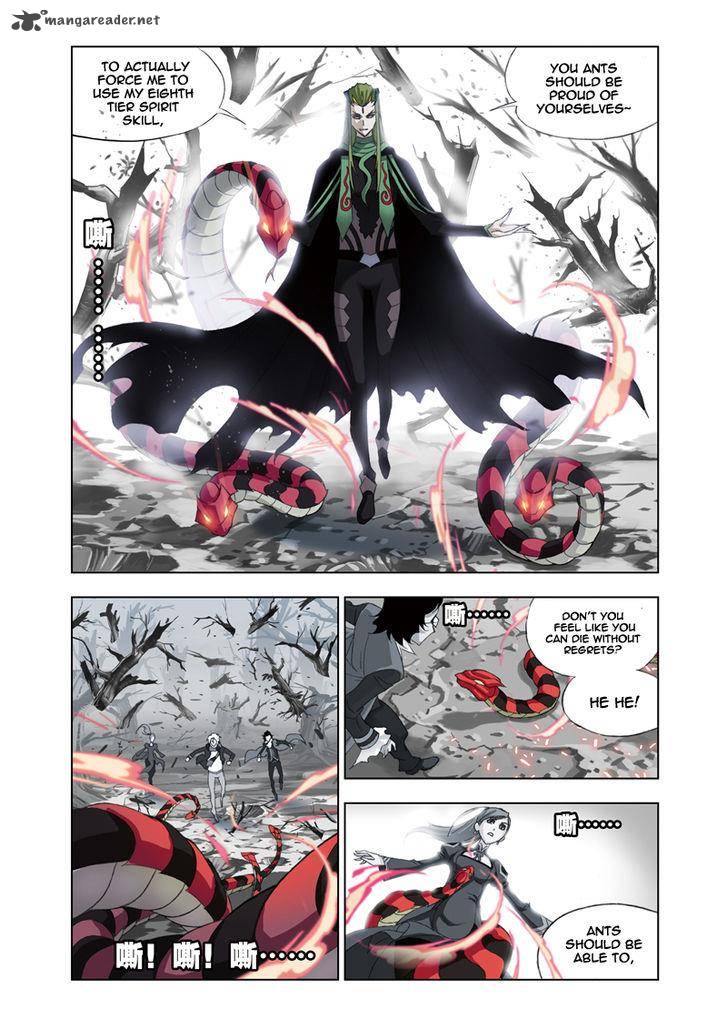 mangareader.net
TO ACTUALLY
FORCE ME TO
USE MY EIGHTH
TIER SPIRIT
SKILL,
YOU ANTS
SHOULD BE
PROUD OF
YOURSELVES~
嘶…………
嘶！嘶！嘶……
嘶……
DON'T YOU
FEEL LIKE YOU
CAN DIE WITHOUT
REGRETS?
HE HE!
嘶……
ANTS
SHOULD BE
ABLE TO,